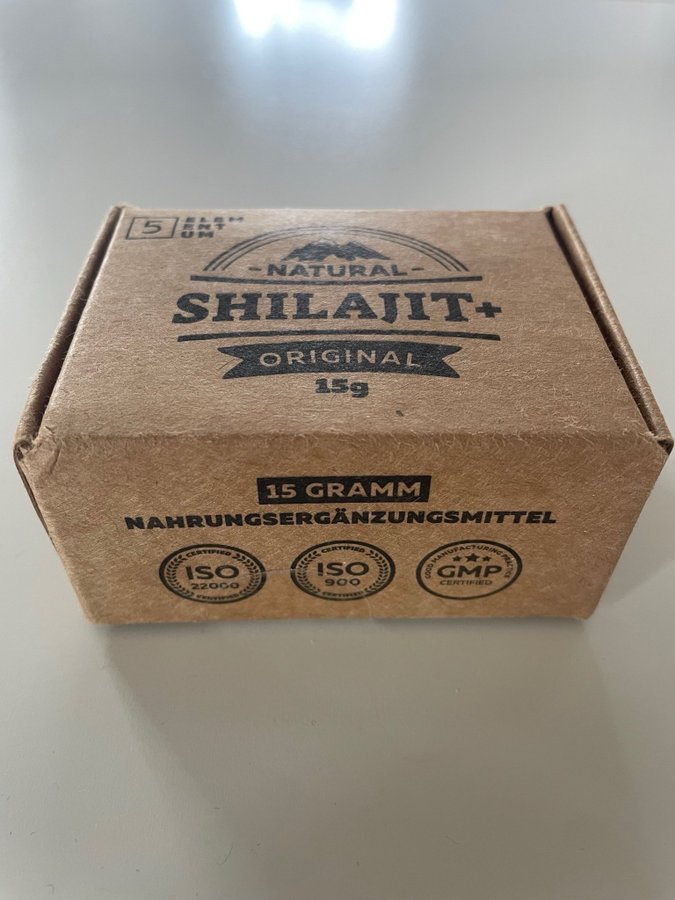 5
ELEM
ENT
UM
-NATURAL-
SHILAJIT+
ORIGINAL
15g
15 GRAMM
NAHRUNGSERGÄNZUNGSMITTEL
CERTIFIED
ISO
22000
CERTIFIED
CERTIFIED
ISO
900
CERTIFIED
GOOD MANUFACTURING PRACTICE
GMP
CERTIFIED